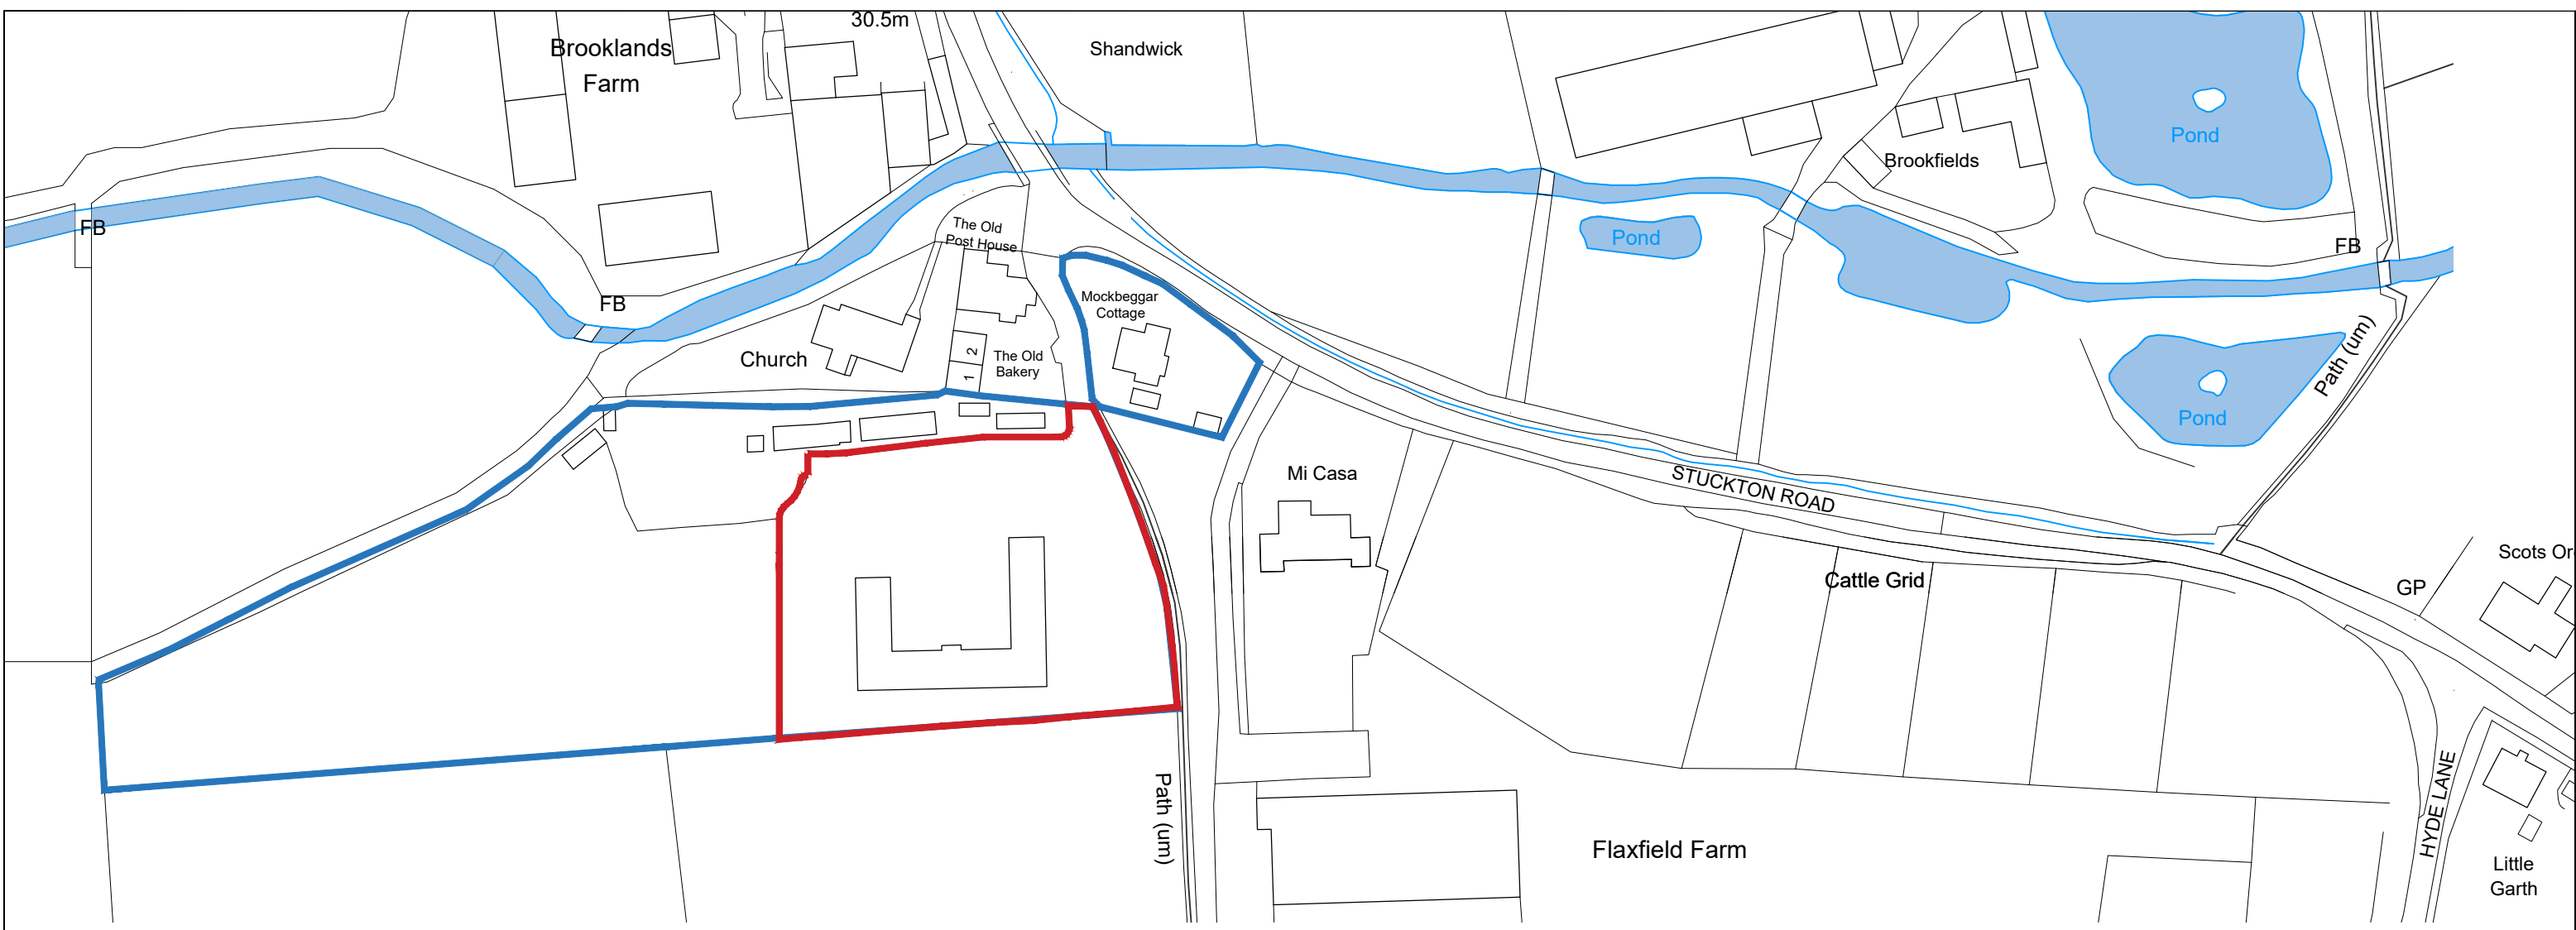 30.5m
Brooklands
Farm
Shandwick
Pond
Brookfields
FB
The Old
Post House
Pond
FB
FB
Mockbeggar
Cottage
Church
2
1
The Old
Bakery
Path (um)
Pond
Mi Casa
STUCKTON ROAD
Cattle Grid
Scots Or
GP
Path (um)
HYDE LANE
Flaxfield Farm
Little
Garth